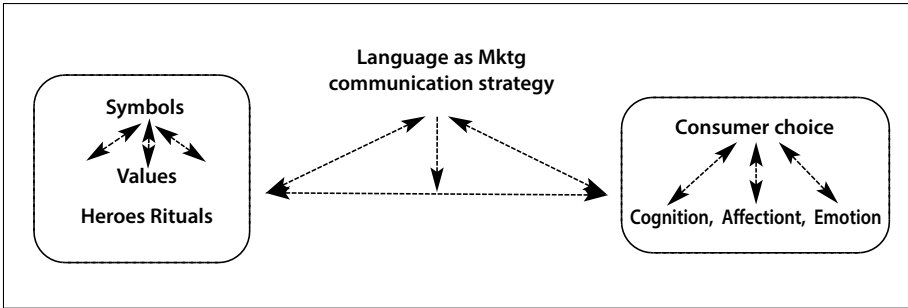 Language as Mktg
communication strategy
Symbols
Values
Heroes Rituals
Consumer choice
Cognition, Affectiont, Emotion